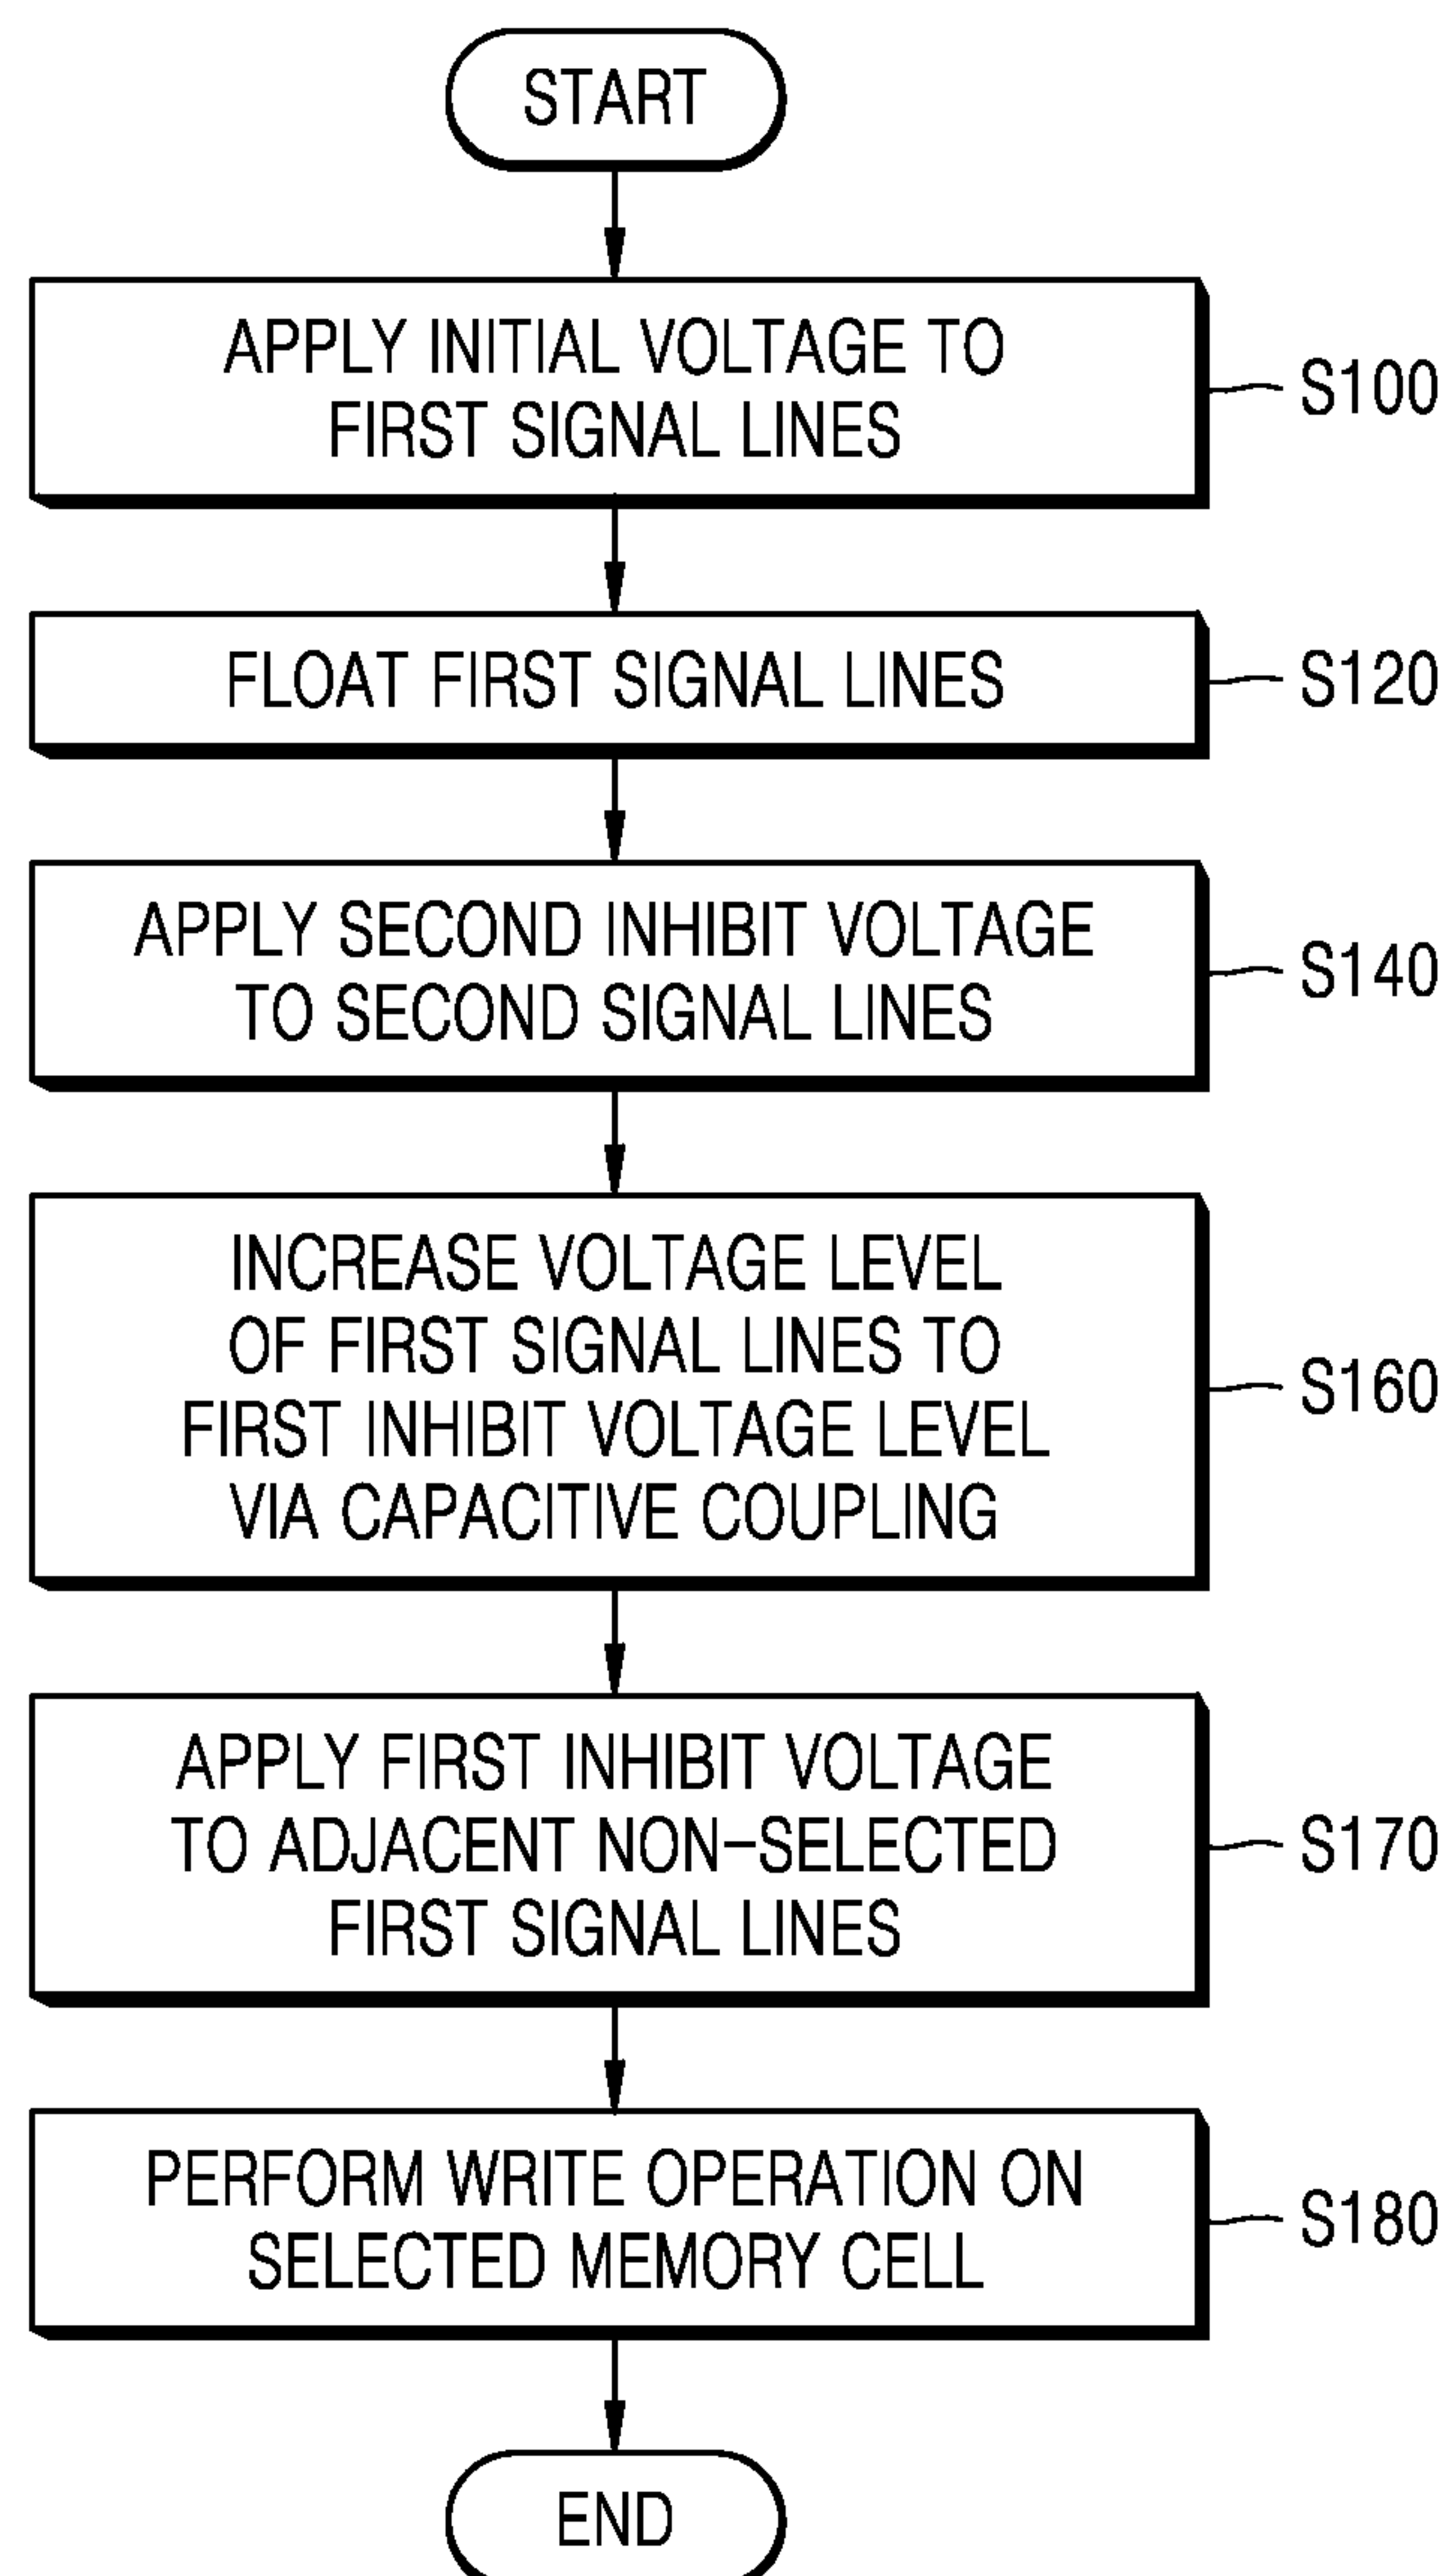 START
APPLY INITIAL VOLTAGE TO
FIRST SIGNAL LINES
S100
FLOAT FIRST SIGNAL LINES
S120
APPLY SECOND INHIBIT VOLTAGE
TO SECOND SIGNAL LINES
S140
INCREASE VOLTAGE LEVEL
OF FIRST SIGNAL LINES TO
FIRST INHIBIT VOLTAGE LEVEL
VIA CAPACITIVE COUPLING
S160
APPLY FIRST INHIBIT VOLTAGE
TO ADJACENT NON-SELECTED
FIRST SIGNAL LINES
S170
PERFORM WRITE OPERATION ON
SELECTED MEMORY CELL
S180
END